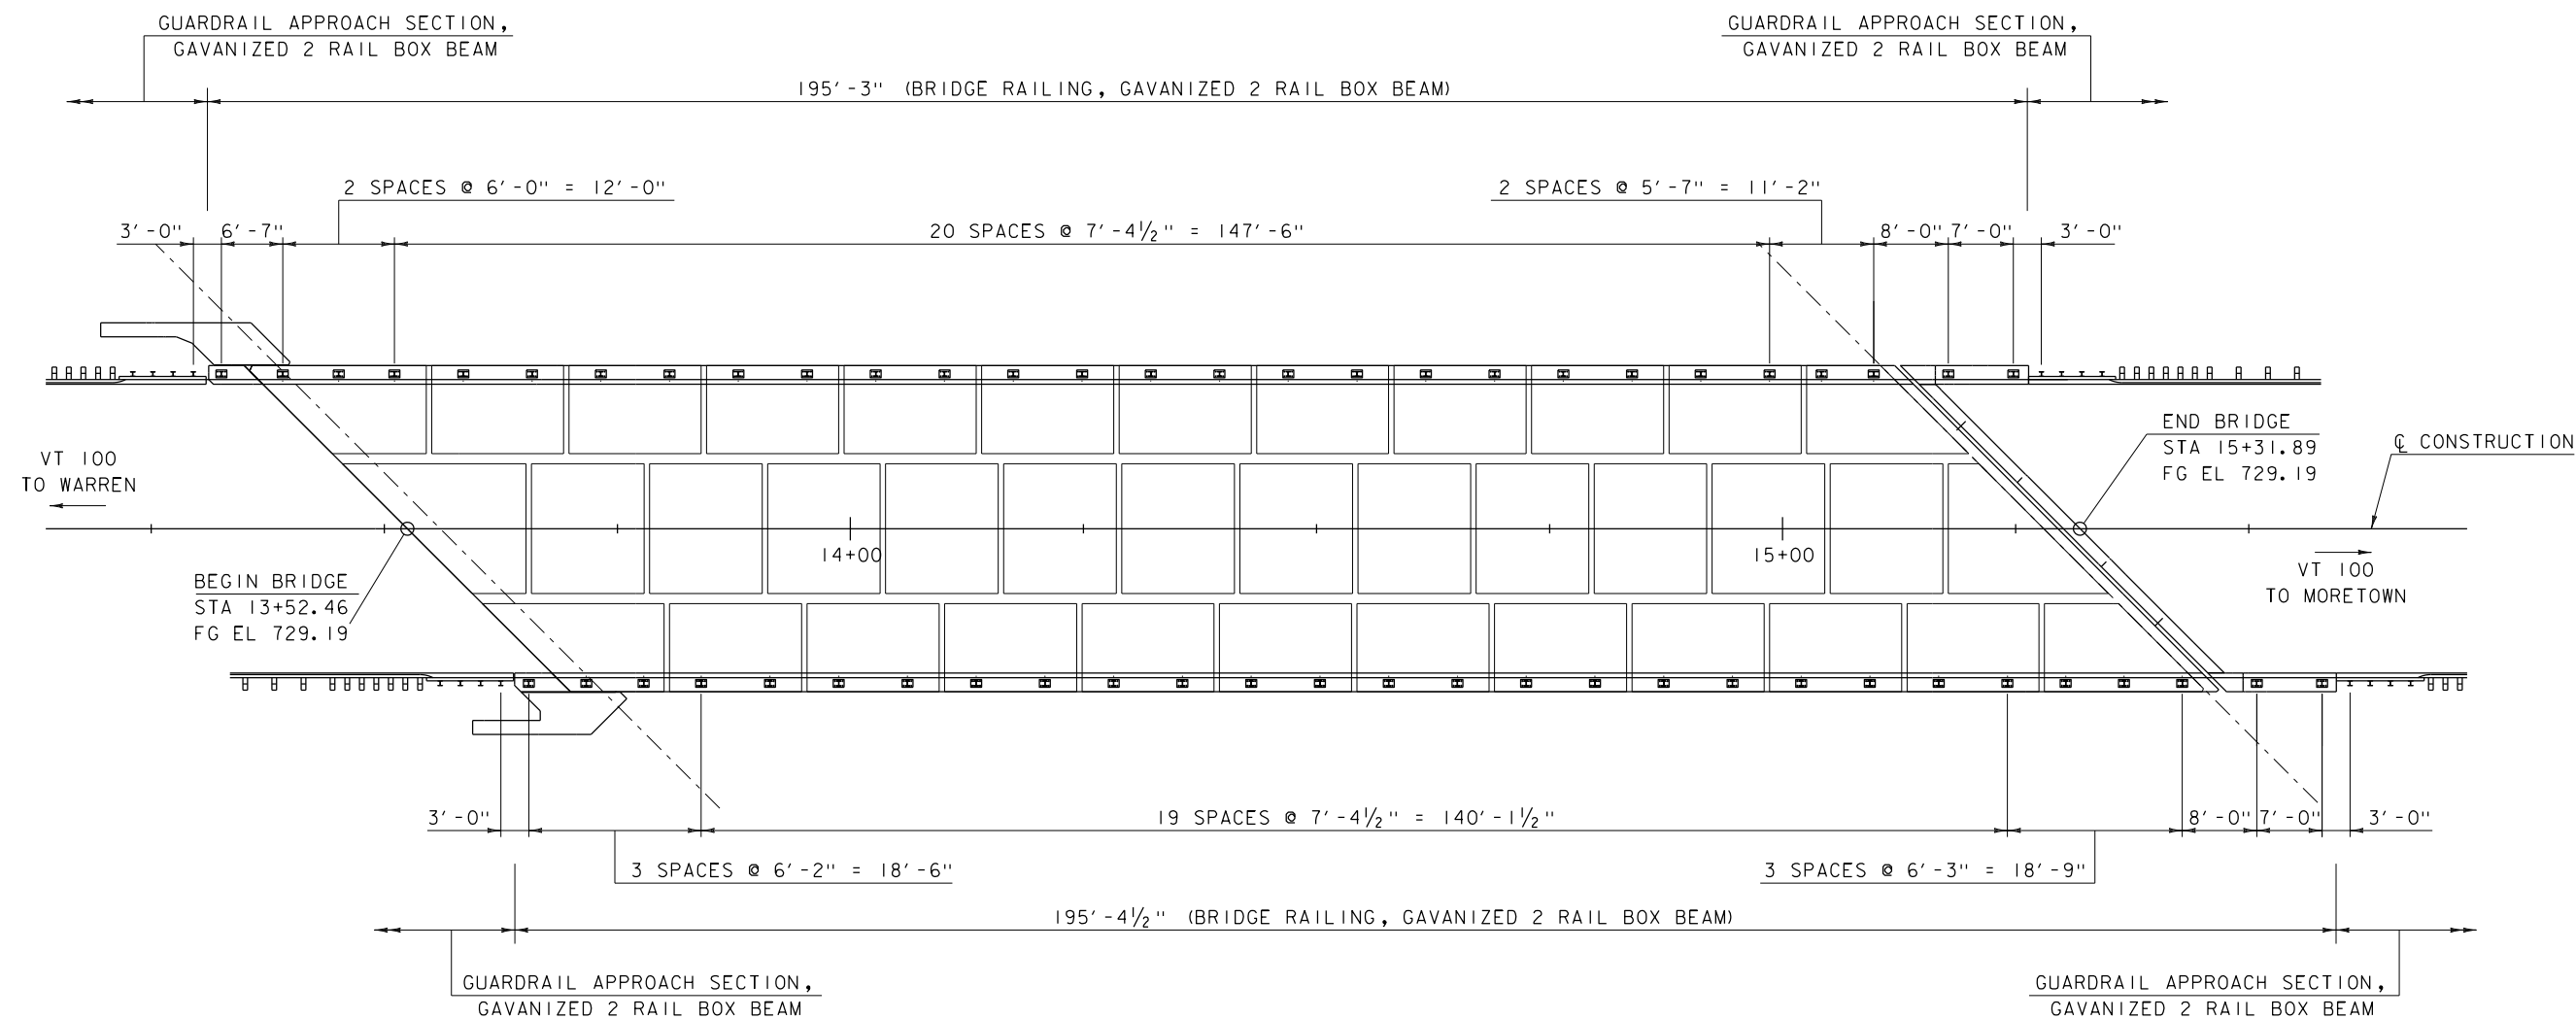 GUARDRAIL APPROACH SECTION,
GAVANIZED 2 RAIL BOX BEAM
GUARDRAIL APPROACH SECTION,
GAVANIZED 2 RAIL BOX BEAM
195'-3" (BRIDGE RAILING, GAVANIZED 2 RAIL BOX BEAM)
2 SPACES @ 6'-0" = 12'-0"
2 SPACES @ 5'-7" = 11'-2"
3'-0"
6'-7"
20 SPACES @ 7'-4½" = 147'-6"
8'-0"
7'-0"
3'-0"
VT 100
TO WARREN
END BRIDGE
STA 15+31.89
FG EL 729.19
℄ CONSTRUCTION
14+00
15+00
BEGIN BRIDGE
STA 13+52.46
FG EL 729.19
VT 100
TO MORETOWN
3'-0"
19 SPACES @ 7'-4½" = 140'-1½"
8'-0"
7'-0"
3'-0"
3 SPACES @ 6'-2" = 18'-6"
3 SPACES @ 6'-3" = 18'-9"
195'-4½" (BRIDGE RAILING, GAVANIZED 2 RAIL BOX BEAM)
GUARDRAIL APPROACH SECTION,
GAVANIZED 2 RAIL BOX BEAM
GUARDRAIL APPROACH SECTION,
GAVANIZED 2 RAIL BOX BEAM